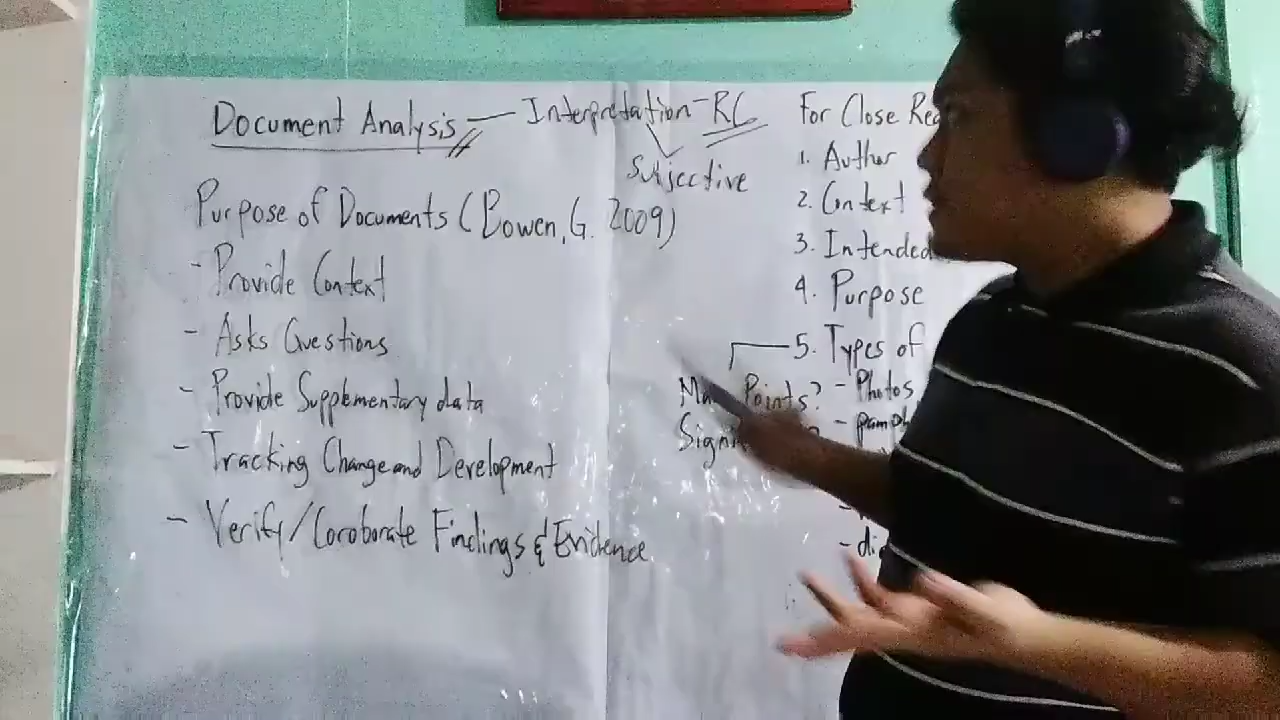 Document Analysis — Interpretation - RC
Subjective
Purpose of Documents (Bowen, G. 2009)
- Provide Context
- Asks Questions
- Provide Supplementary data
- Tracking Change and Development
- Verify/Coroborate Findings & Evidence
For Close
1. Author
2. Context
3. Intended
4. Purpose
5. Types of
Points?
- Photos